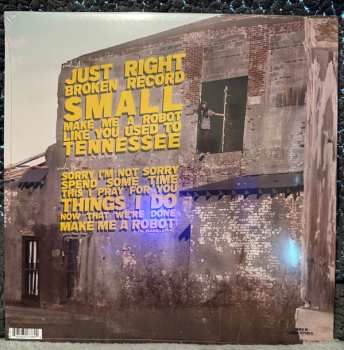 JUST RIGHT
BROKEN RECORD
SMALL
MAKE ME A ROBOT
LIKE YOU USED TO
TENNESSEE
SORRY I'M NOT SORRY
SPEND SOME TIME
THIS I PRAY FOR YOU
THINGS I DO
NOW THAT WE'RE DONE
MAKE ME A ROBOT